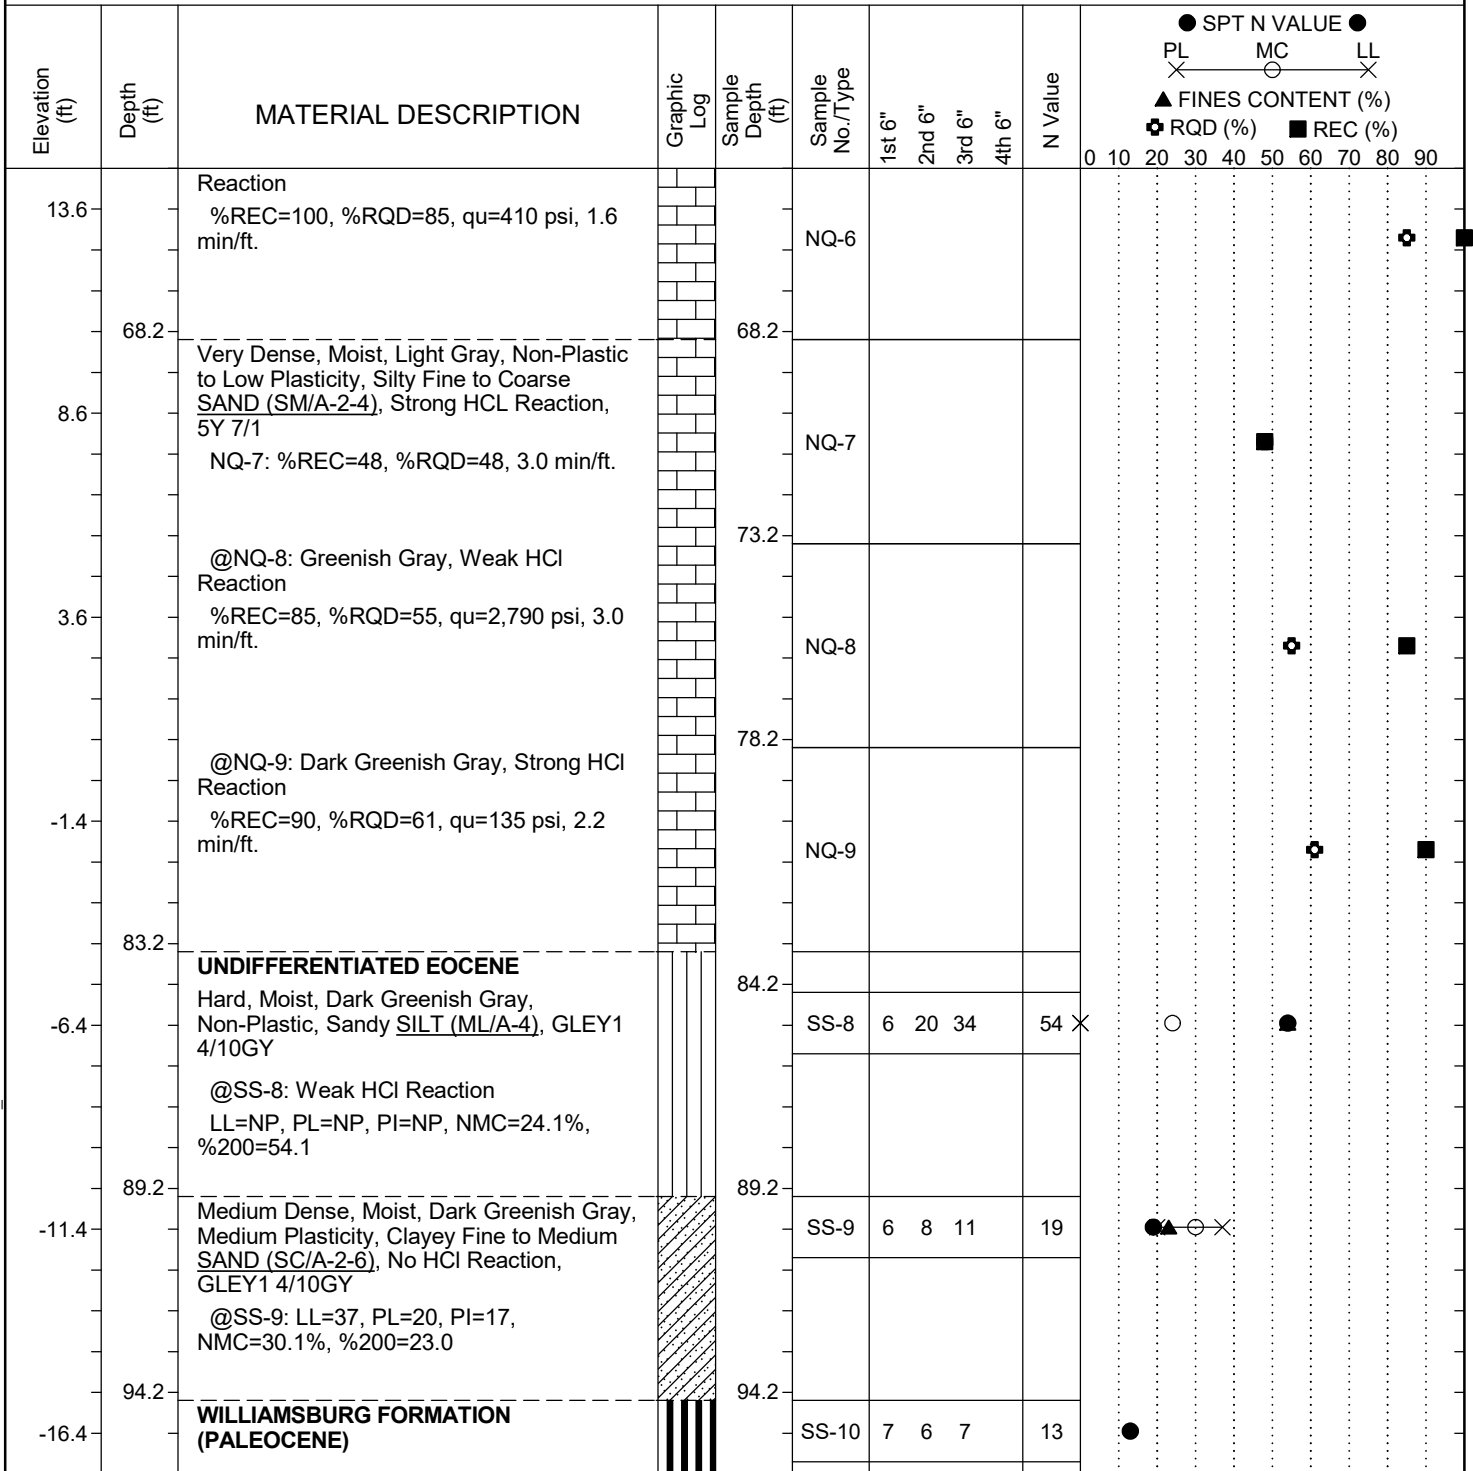 ● SPT N VALUE ●
PL MC LL
▲ FINES CONTENT (%)
RQD (%) ■ REC (%)
Elevation (ft)
Depth (ft)
MATERIAL DESCRIPTION
Graphic Log
Sample Depth (ft)
Sample No./Type
1st 6"
2nd 6"
3rd 6"
4th 6"
N Value
0 10 20 30 40 50 60 70 80 90
Reaction
13.6
%REC=100, %RQD=85, qu=410 psi, 1.6
min/ft.
NQ-6
68.2
68.2
Very Dense, Moist, Light Gray, Non-Plastic
to Low Plasticity, Silty Fine to Coarse
8.6
SAND (SM/A-2-4), Strong HCL Reaction,
5Y 7/1
NQ-7
NQ-7: %REC=48, %RQD=48, 3.0 min/ft.
73.2
@NQ-8: Greenish Gray, Weak HCl
Reaction
3.6
%REC=85, %RQD=55, qu=2,790 psi, 3.0
min/ft.
NQ-8
78.2
@NQ-9: Dark Greenish Gray, Strong HCl
Reaction
-1.4
%REC=90, %RQD=61, qu=135 psi, 2.2
min/ft.
NQ-9
83.2
UNDIFFERENTIATED EOCENE
84.2
Hard, Moist, Dark Greenish Gray,
-6.4
Non-Plastic, Sandy SILT (ML/A-4), GLEY1
4/10GY
SS-8 6 20 34 54
@SS-8: Weak HCl Reaction
LL=NP, PL=NP, PI=NP, NMC=24.1%,
%200=54.1
89.2
89.2
Medium Dense, Moist, Dark Greenish Gray,
-11.4
Medium Plasticity, Clayey Fine to Medium
SS-9 6 8 11 19
SAND (SC/A-2-6), No HCl Reaction,
GLEY1 4/10GY
@SS-9: LL=37, PL=20, PI=17,
NMC=30.1%, %200=23.0
94.2
94.2
WILLIAMSBURG FORMATION
-16.4
(PALEOCENE)
SS-10 7 6 7 13